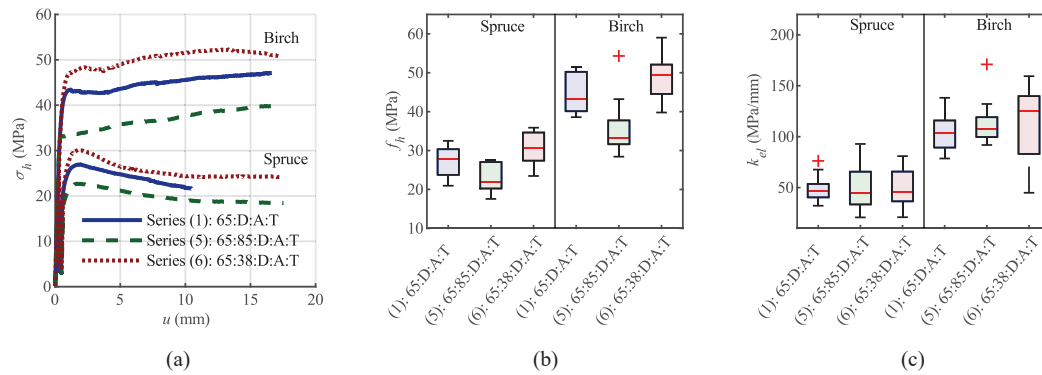 60
50
40
30
20
10
0
σh (MPa)
0 5 10 15 20
u (mm)
Birch
Spruce
Series (1): 65:D:A:T
Series (5): 65:85:D:A:T
Series (6): 65:38:D:A:T
(a)
Spruce Birch
60
50
40
30
20
10
fh (MPa)
(1): 65:D:A:T
(5): 65:85:D:A:T
(6): 65:38:D:A:T
(1): 65:D:A:T
(5): 65:85:D:A:T
(6): 65:38:D:A:T
(b)
Spruce Birch
200
150
100
50
kel (MPa/mm)
(1): 65:D:A:T
(5): 65:85:D:A:T
(6): 65:38:D:A:T
(1): 65:D:A:T
(5): 65:85:D:A:T
(6): 65:38:D:A:T
(c)